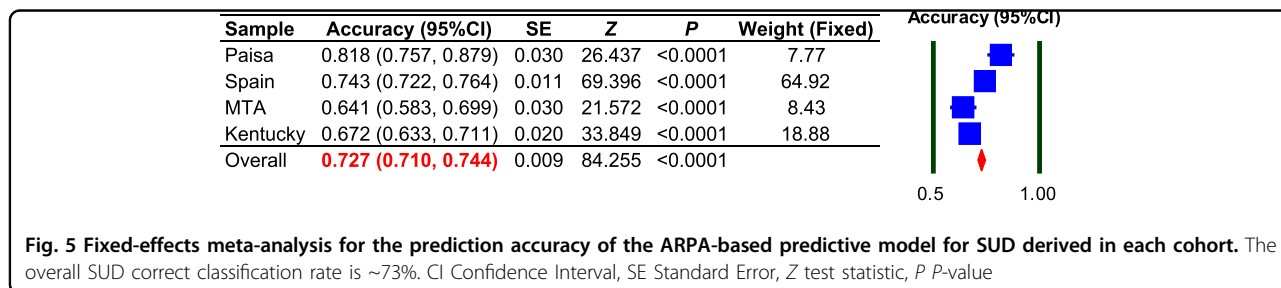 Sample Accuracy (95%CI) SE Z P Weight (Fixed) Accuracy (95%CI)
Paisa 0.818 (0.757, 0.879) 0.030 26.437 <0.0001 7.77
Spain 0.743 (0.722, 0.764) 0.011 69.396 <0.0001 64.92
MTA 0.641 (0.583, 0.699) 0.030 21.572 <0.0001 8.43
Kentucky 0.672 (0.633, 0.711) 0.020 33.849 <0.0001 18.88
Overall 0.727 (0.710, 0.744) 0.009 84.255 <0.0001
0.5 1.00
Fig. 5 Fixed-effects meta-analysis for the prediction accuracy of the ARPA-based predictive model for SUD derived in each cohort. The
overall SUD correct classification rate is ~73%. CI Confidence Interval, SE Standard Error, Z test statistic, P P-value